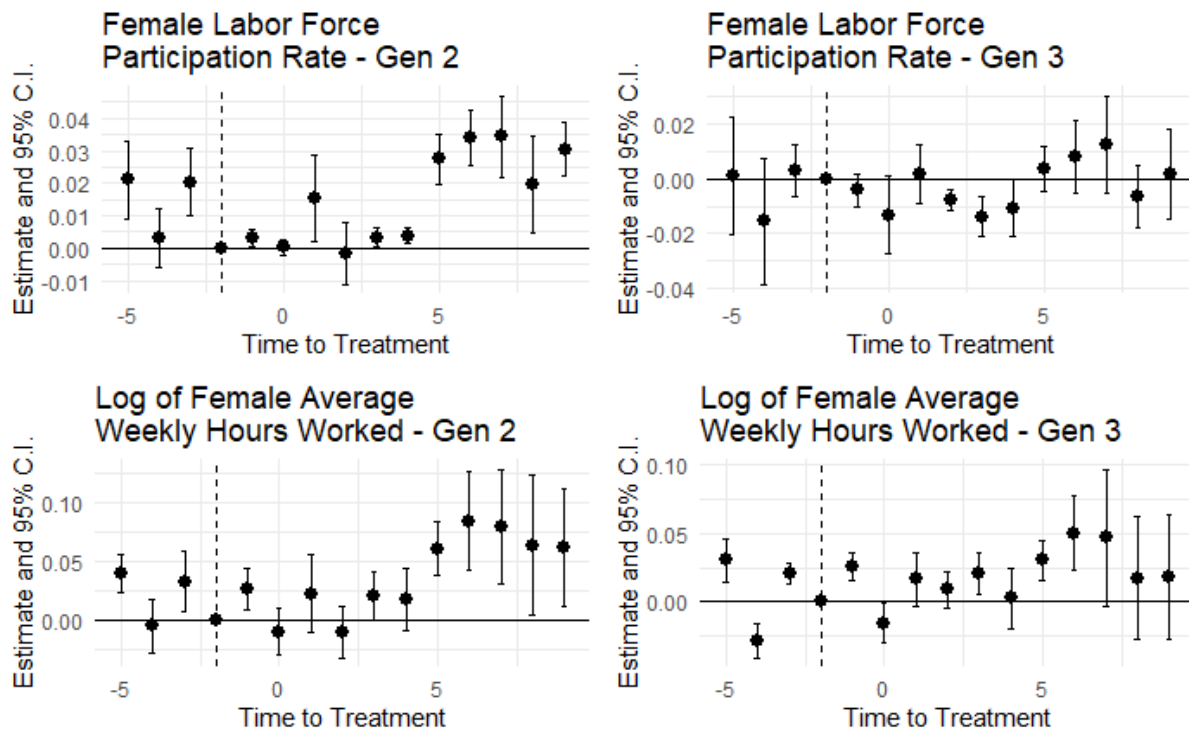 Female Labor Force
Participation Rate - Gen 2
Estimate and 95% C.I.
0.04
0.03
0.02
0.01
0.00
-0.01
-5
0
5
Time to Treatment
Female Labor Force
Participation Rate - Gen 3
Estimate and 95% C.I.
0.02
0.00
-0.02
-0.04
-5
0
5
Time to Treatment
Log of Female Average
Weekly Hours Worked - Gen 2
Estimate and 95% C.I.
0.10
0.05
0.00
-5
0
5
Time to Treatment
Log of Female Average
Weekly Hours Worked - Gen 3
Estimate and 95% C.I.
0.10
0.05
0.00
-5
0
5
Time to Treatment